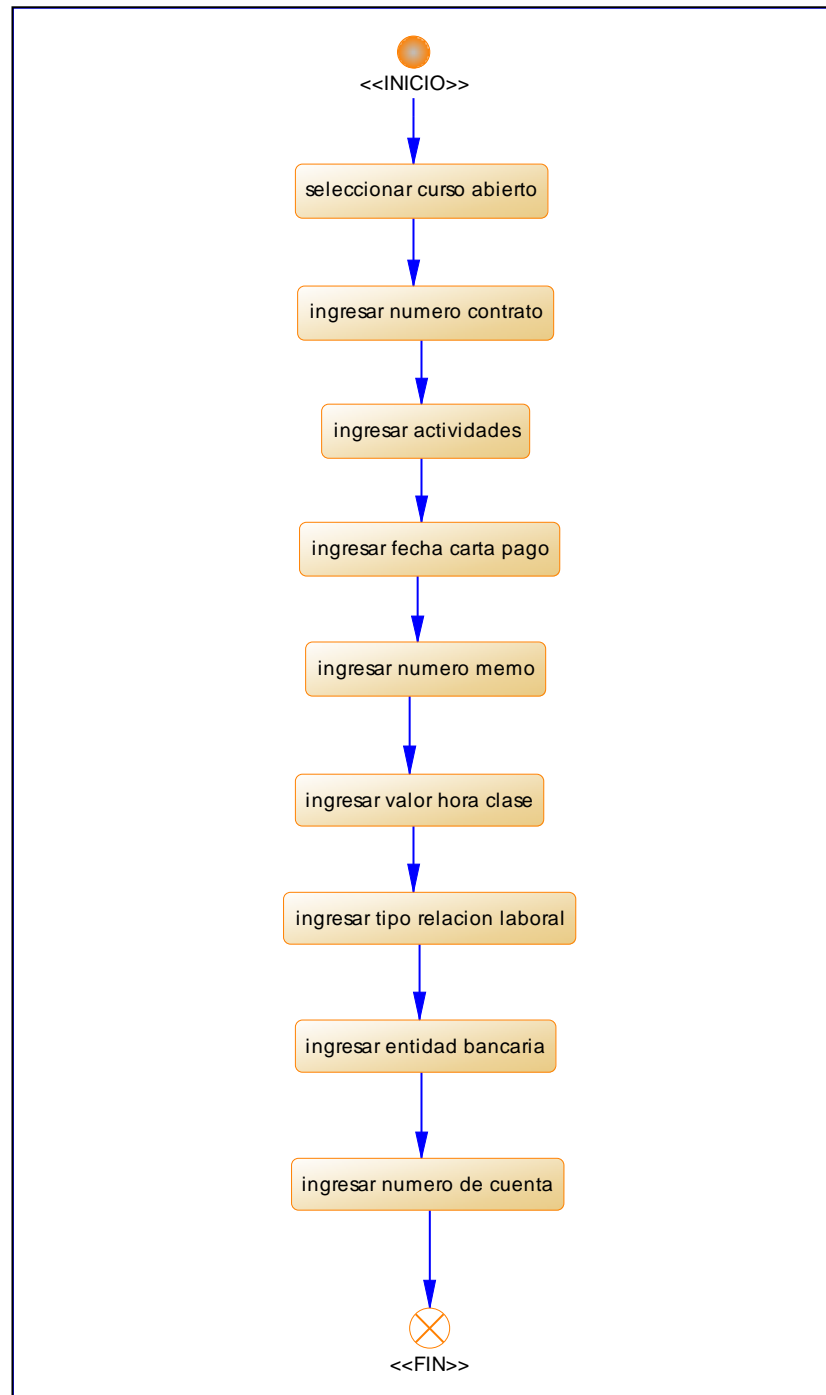 <<INICIO>>
seleccionar curso abierto
ingresar numero contrato
ingresar actividades
ingresar fecha carta pago
ingresar numero memo
ingresar valor hora clase
ingresar tipo relacion laboral
ingresar entidad bancaria
ingresar numero de cuenta
<<FIN>>